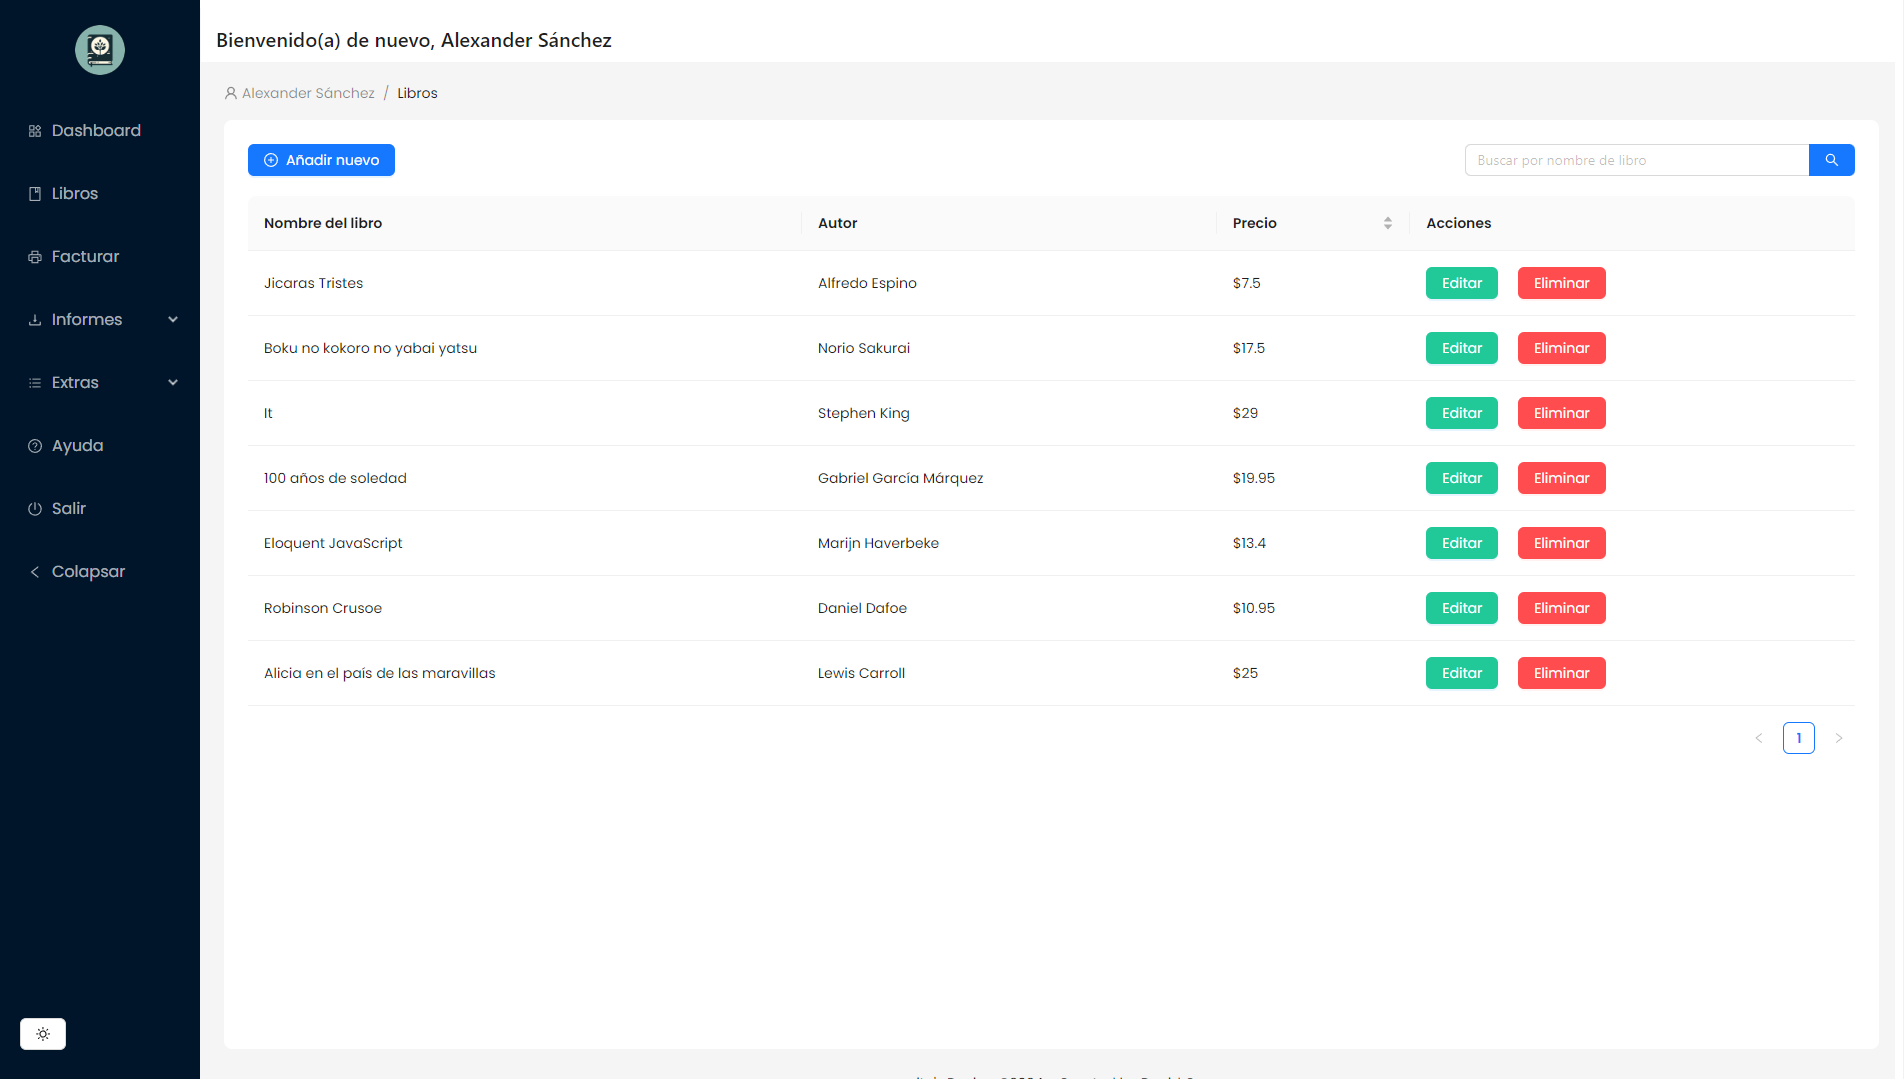 Bienvenido(a) de nuevo, Alexander Sánchez
Alexander Sánchez / Libros
Dashboard
Libros
Facturar
Informes
Extras
Ayuda
Salir
Colapsar
Añadir nuevo
Buscar por nombre de libro
Nombre del libro Autor Precio Acciones
Jicaras Tristes Alfredo Espino $7.5 Editar Eliminar
Boku no kokoro no yabai yatsu Norio Sakurai $17.5 Editar Eliminar
It Stephen King $29 Editar Eliminar
100 años de soledad Gabriel García Márquez $19.95 Editar Eliminar
Eloquent JavaScript Marijn Haverbeke $13.4 Editar Eliminar
Robinson Crusoe Daniel Dafoe $10.95 Editar Eliminar
Alicia en el país de las maravillas Lewis Carroll $25 Editar Eliminar
< 1 >